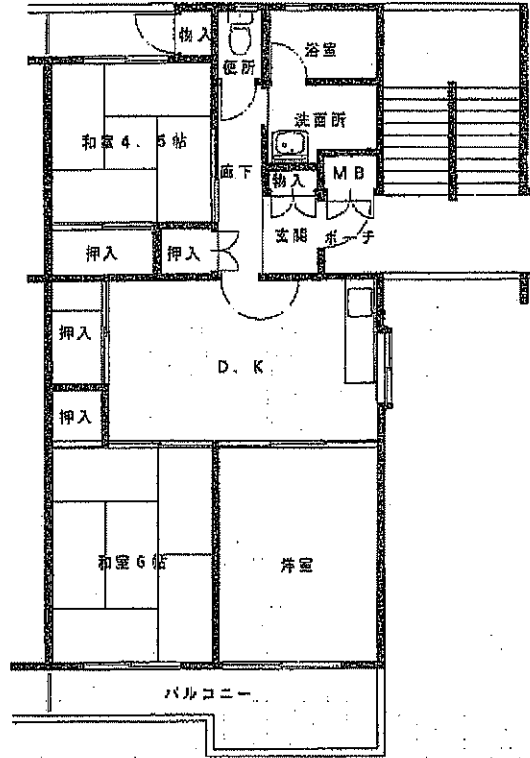 物入
便所
浴室
和室4.5帖
洗面所
廊下
物入
MB
玄関
ポーチ
押入
押入
押入
D.K
押入
和室6帖
洋室
バルコニー